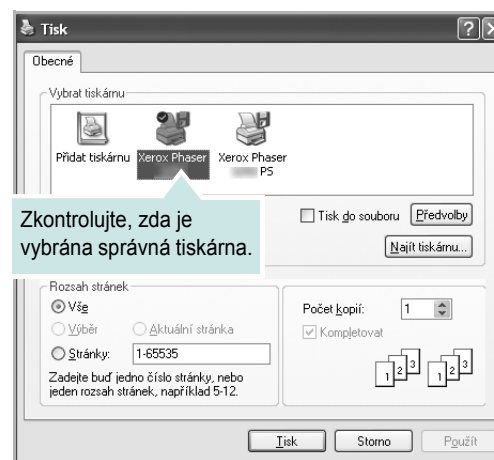 Tisk
Obecné
Vybrat tiskárnu
Přidat tiskárnu Xerox Phaser Xerox Phaser
PS
Zkontrolujte, zda je
vybrána správná tiskárna.
Tisk do souboru Předvolby
Najít tiskárnu...
Rozsah stránek
Vše
Výběr Aktuální stránka
Stránky: 1-65535
Zadejte buď jedno číslo stránky, nebo
jeden rozsah stránek, například 5-12.
Počet kopií: 1
Kompletovat
1 2 3 1 2 3
Tisk Storno Použít